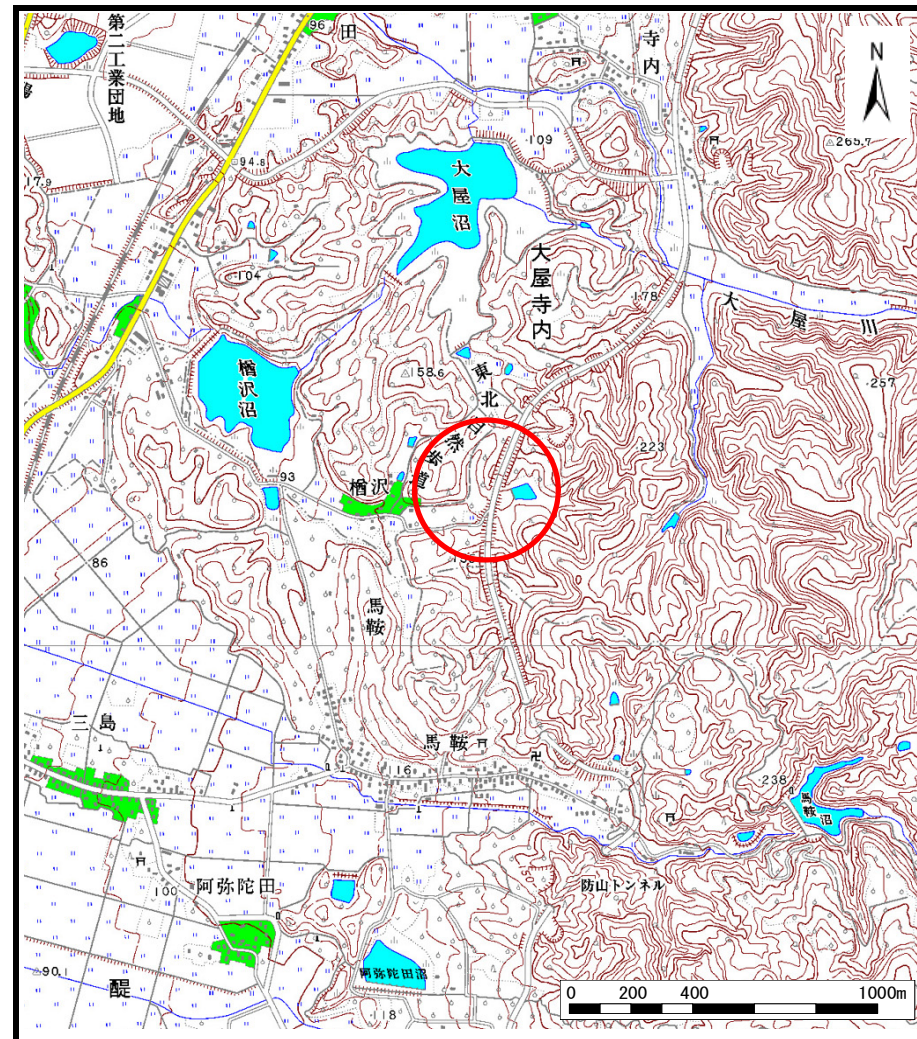 第二工業団地
96
田
寺内
N
94.8
109
265.7
17.9
大屋沼
大屋寺内
104
178
大屋川
楢沢沼
158.6
東北自然歩道
257
223
93
楢沢
86
馬鞍
三島
馬鞍
16
238
馬鞍沼
阿弥陀田
100
防山トンネル
90.
阿弥陀田沼
醍
118
0 200 400 1000m